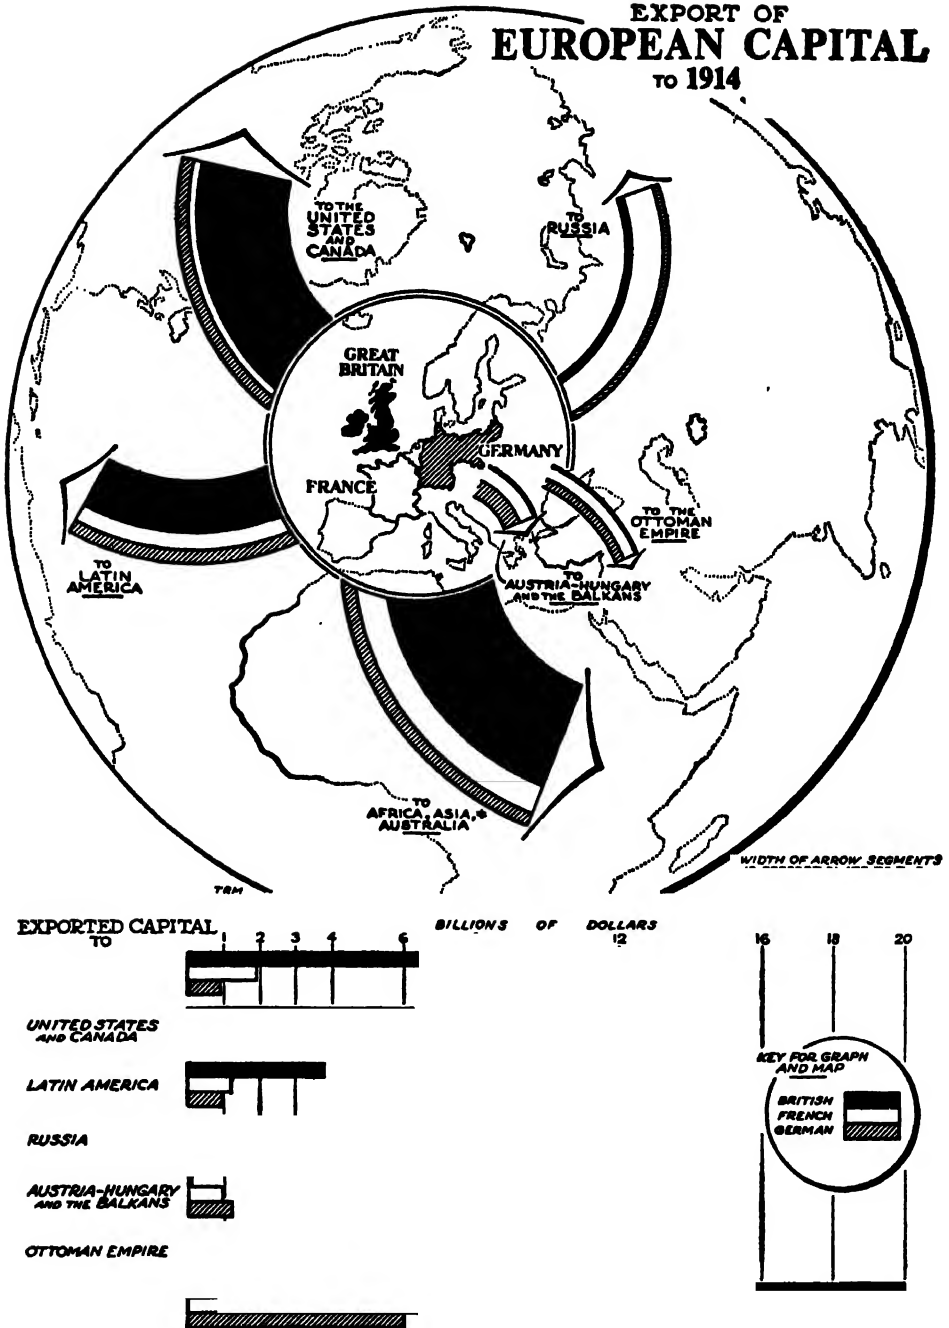 EXPORT OF
EUROPEAN CAPITAL
TO 1914
TO THE
UNITED
STATES
AND
CANADA
TO
RUSSIA
GREAT
BRITAIN
GERMANY
FRANCE
TO THE
OTTOMAN
EMPIRE
TO
LATIN
AMERICA
TO
AUSTRIA-HUNGARY
AND THE BALKANS
TO
AFRICA, ASIA, &
AUSTRALIA
WIDTH OF ARROW SEGMENTS
TRM
EXPORTED CAPITAL
TO
BILLIONS OF DOLLARS
1 2 3 4 6 12 16 18 20
UNITED STATES
AND CANADA
LATIN AMERICA
RUSSIA
AUSTRIA-HUNGARY
AND THE BALKANS
OTTOMAN EMPIRE
KEY FOR GRAPH
AND MAP
BRITISH
FRENCH
GERMAN